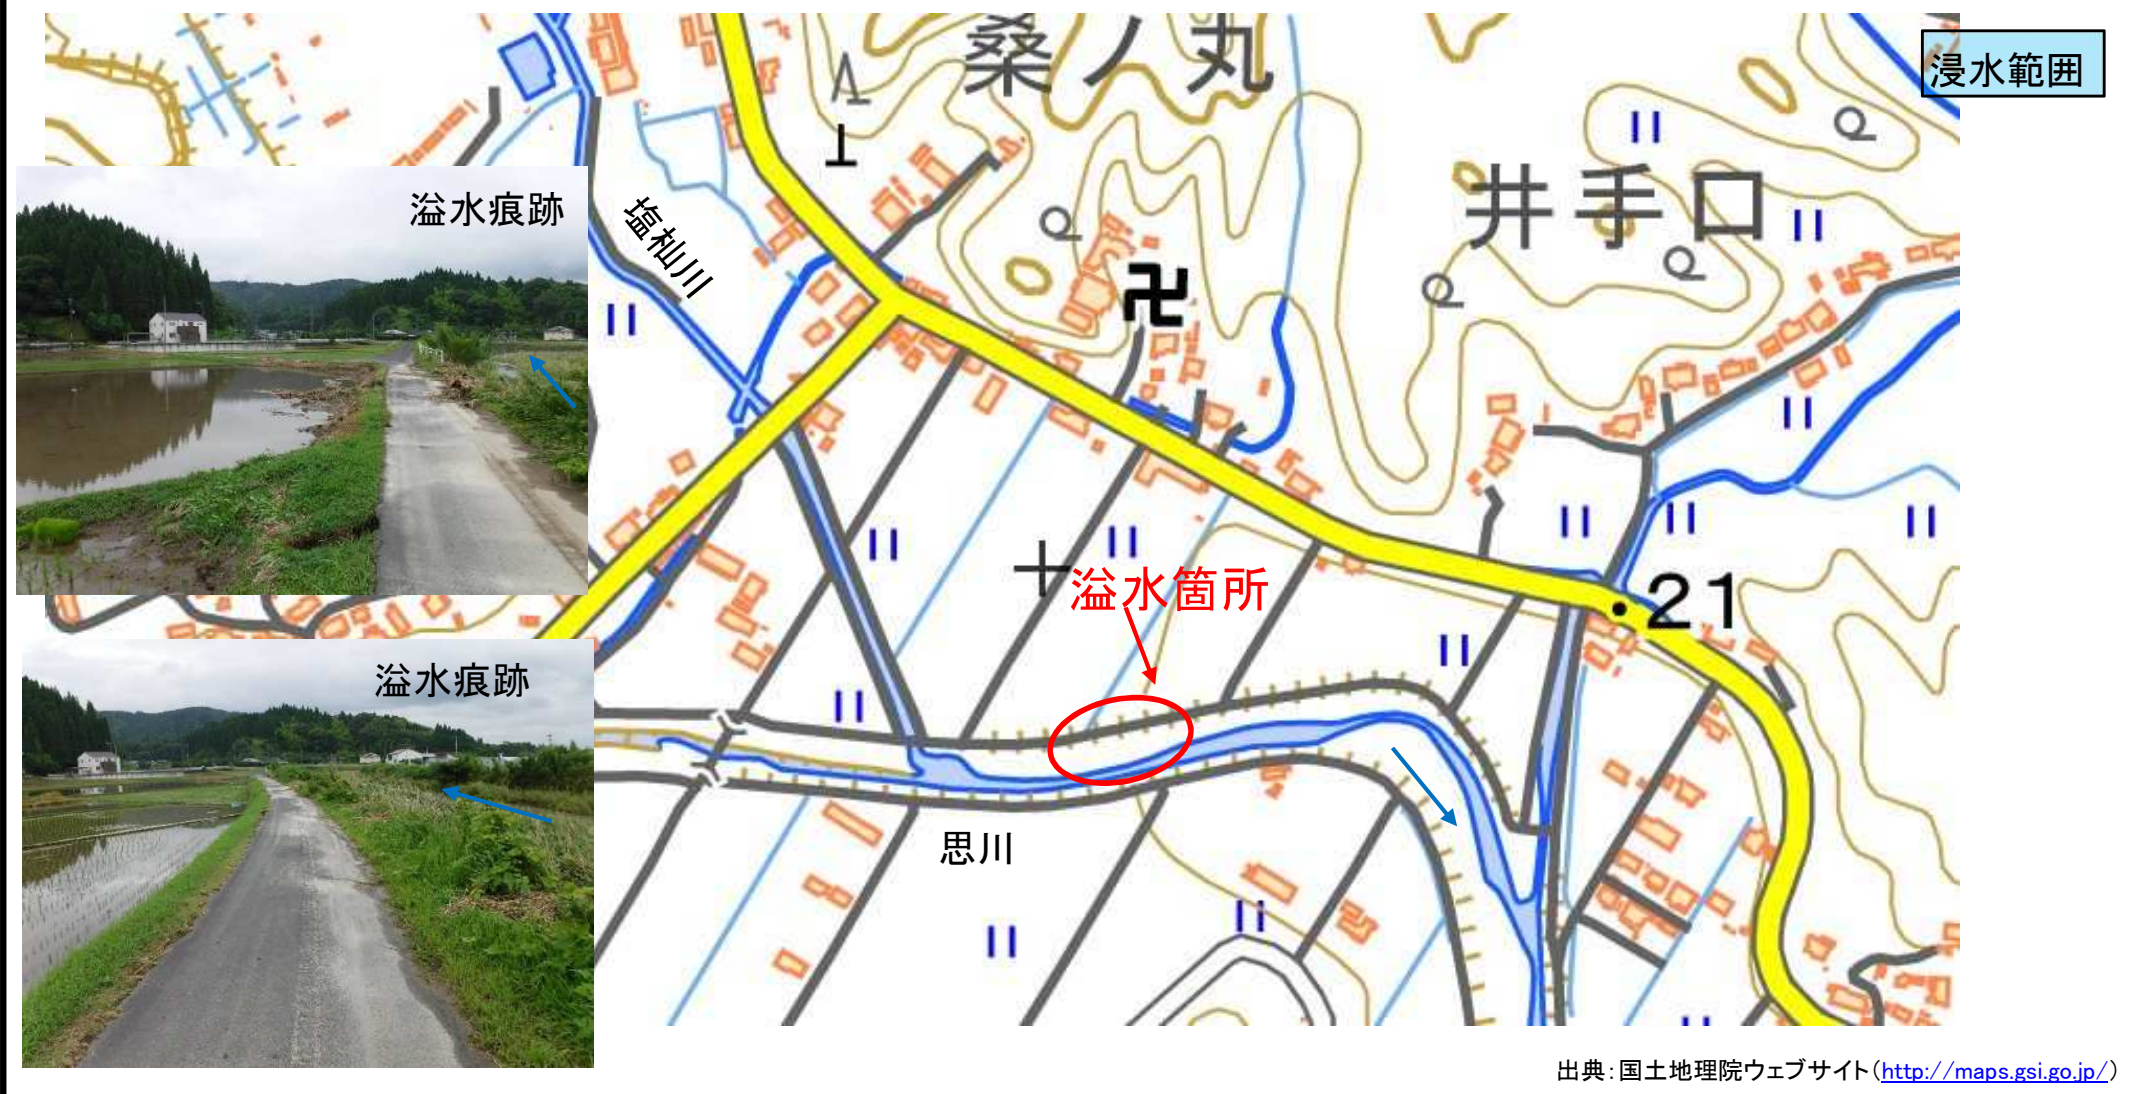 桑ノ丸
浸水範囲
井手口
溢水痕跡
塩杣川
溢水箇所
21
溢水痕跡
思川
出典：国土地理院ウェブサイト（http://maps.gsi.go.jp/）